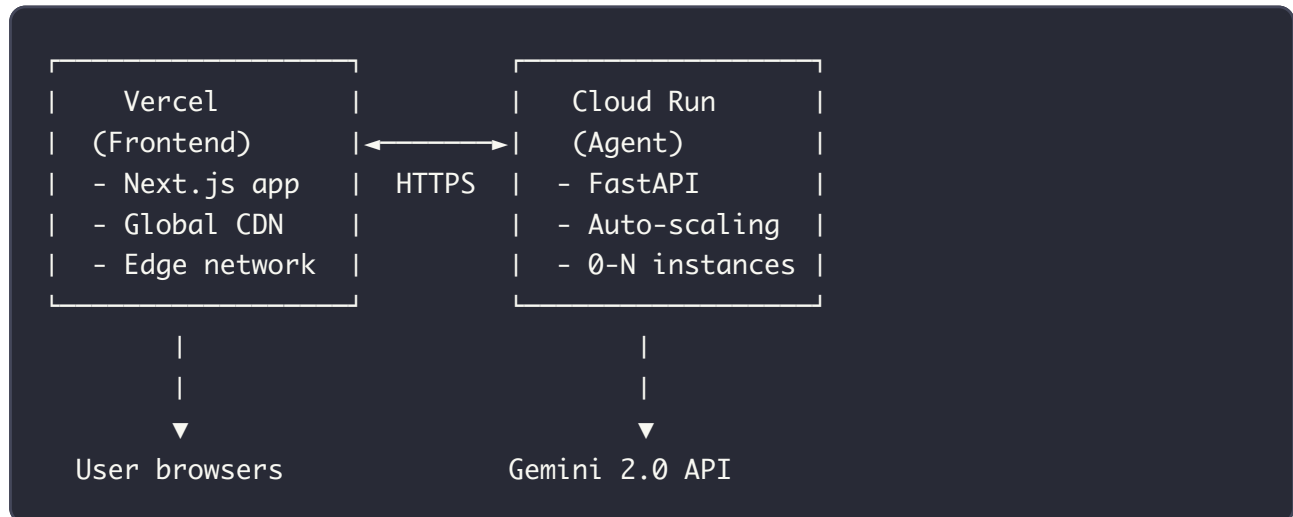 Vercel Cloud Run
(Frontend) (Agent)
- Next.js app HTTPS - FastAPI
- Global CDN - Auto-scaling
- Edge network - 0-N instances
User browsers Gemini 2.0 API